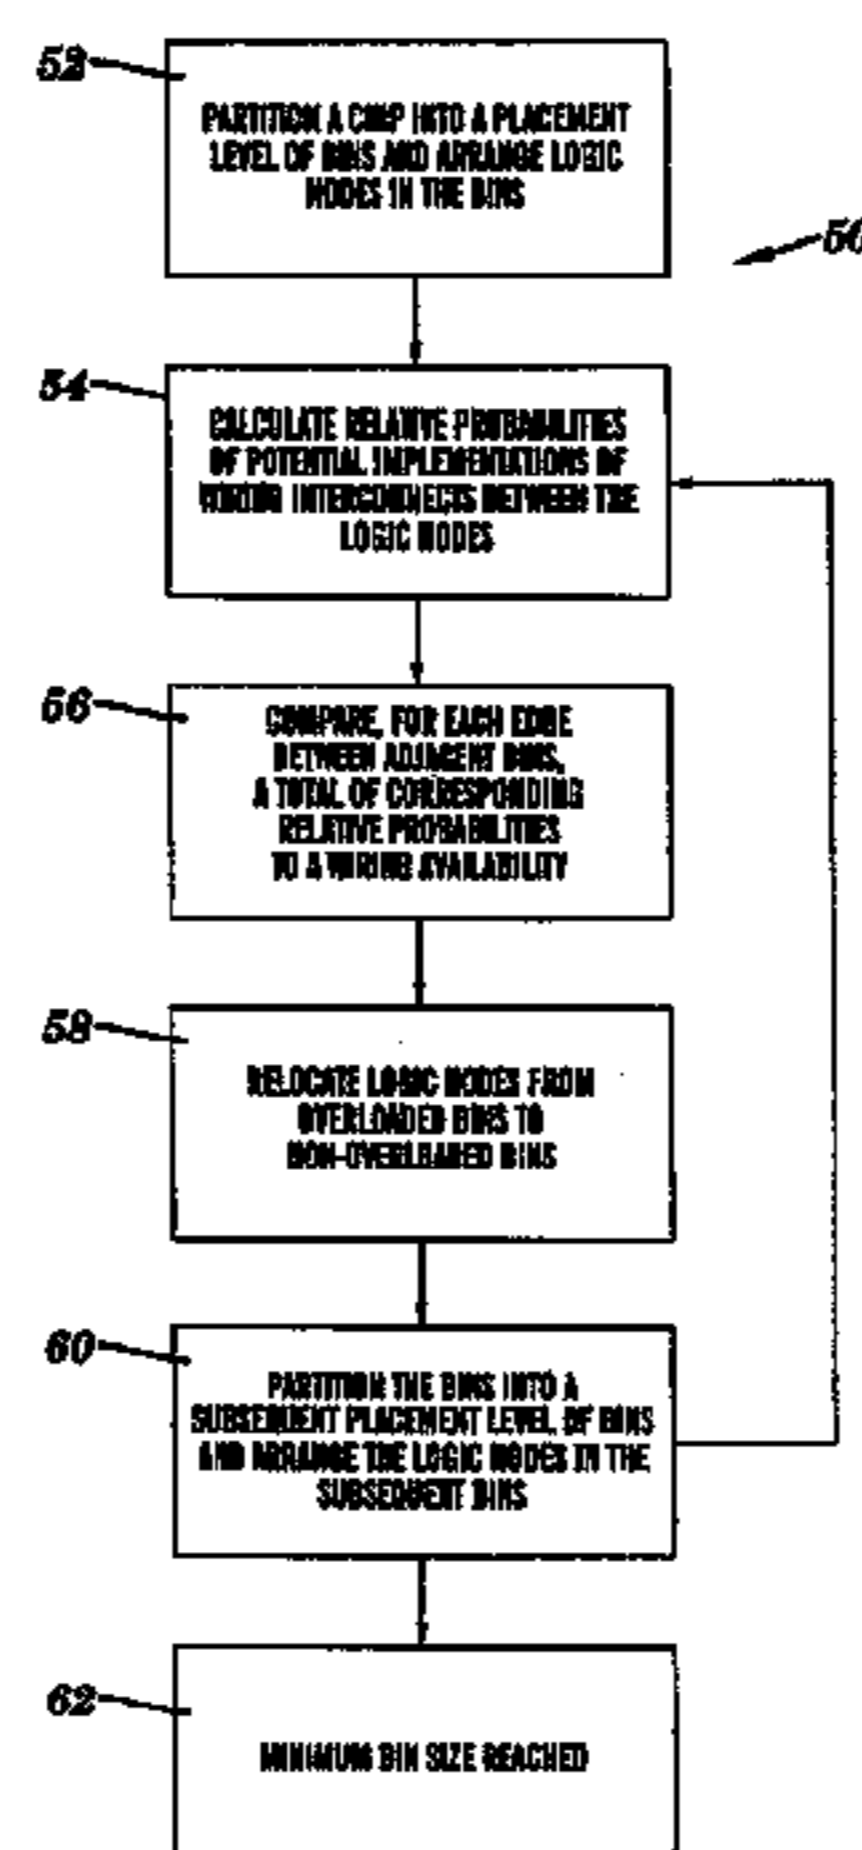 52
PARTITION A CHIP INTO A PLACEMENT
LEVEL OF BINS AND ARRANGE LOGIC
NODES IN THE BINS
50
54
CALCULATE RELATIVE PROBABILITIES
OF POTENTIAL IMPLEMENTATIONS OF
WIRING INTERCONNECTS BETWEEN THE
LOGIC NODES
56
COMPARE, FOR EACH EDGE
BETWEEN ADJACENT BINS,
A TOTAL OF CORRESPONDING
RELATIVE PROBABILITIES
TO A WIRING AVAILABILITY
58
RELOCATE LOGIC NODES FROM
OVERLOADED BINS TO
NON-OVERLOADED BINS
60
PARTITION THE BINS INTO A
SUBSEQUENT PLACEMENT LEVEL OF BINS
AND ARRANGE THE LOGIC NODES IN THE
SUBSEQUENT BINS
62
MINIMUM BIN SIZE REACHED